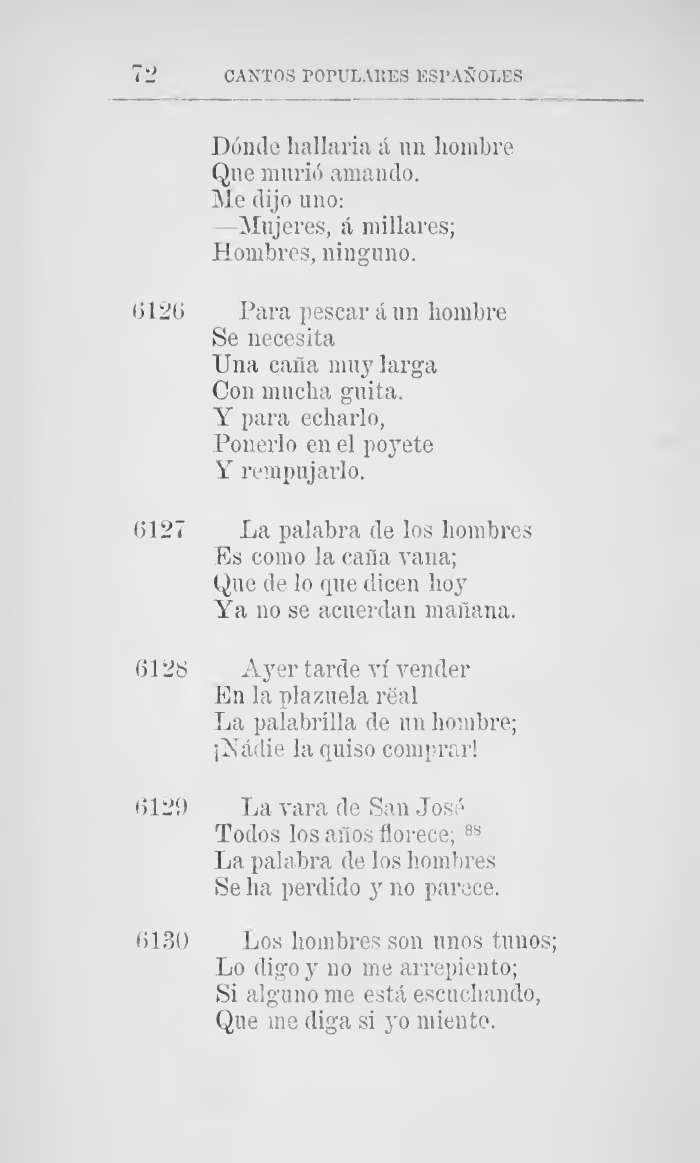 72 CANTOS POPULARES ESPAÑOLES
Dónde hallaria á un hombre
Que murió amando.
Me dijo uno:
—Mujeres, á millares;
Hombres, ninguno.
6126 Para pescar á un hombre
Se necesita
Una caña muy larga
Con mucha guita.
Y para echarlo,
Ponerlo en el poyete
Y rempujarlo.
6127 La palabra de los hombres
Es como la caña vana;
Que de lo que dicen hoy
Ya no se acuerdan mañana.
6128 Ayer tarde ví vender
En la plazuela rëal
La palabrilla de un hombre;
¡Nádie la quiso comprar!
6129 La vara de San José
Todos los años florece; 88
La palabra de los hombres
Se ha perdido y no parece.
6130 Los hombres son unos tunos;
Lo digo y no me arrepiento;
Si alguno me está escuchando,
Que me diga si yo miento.